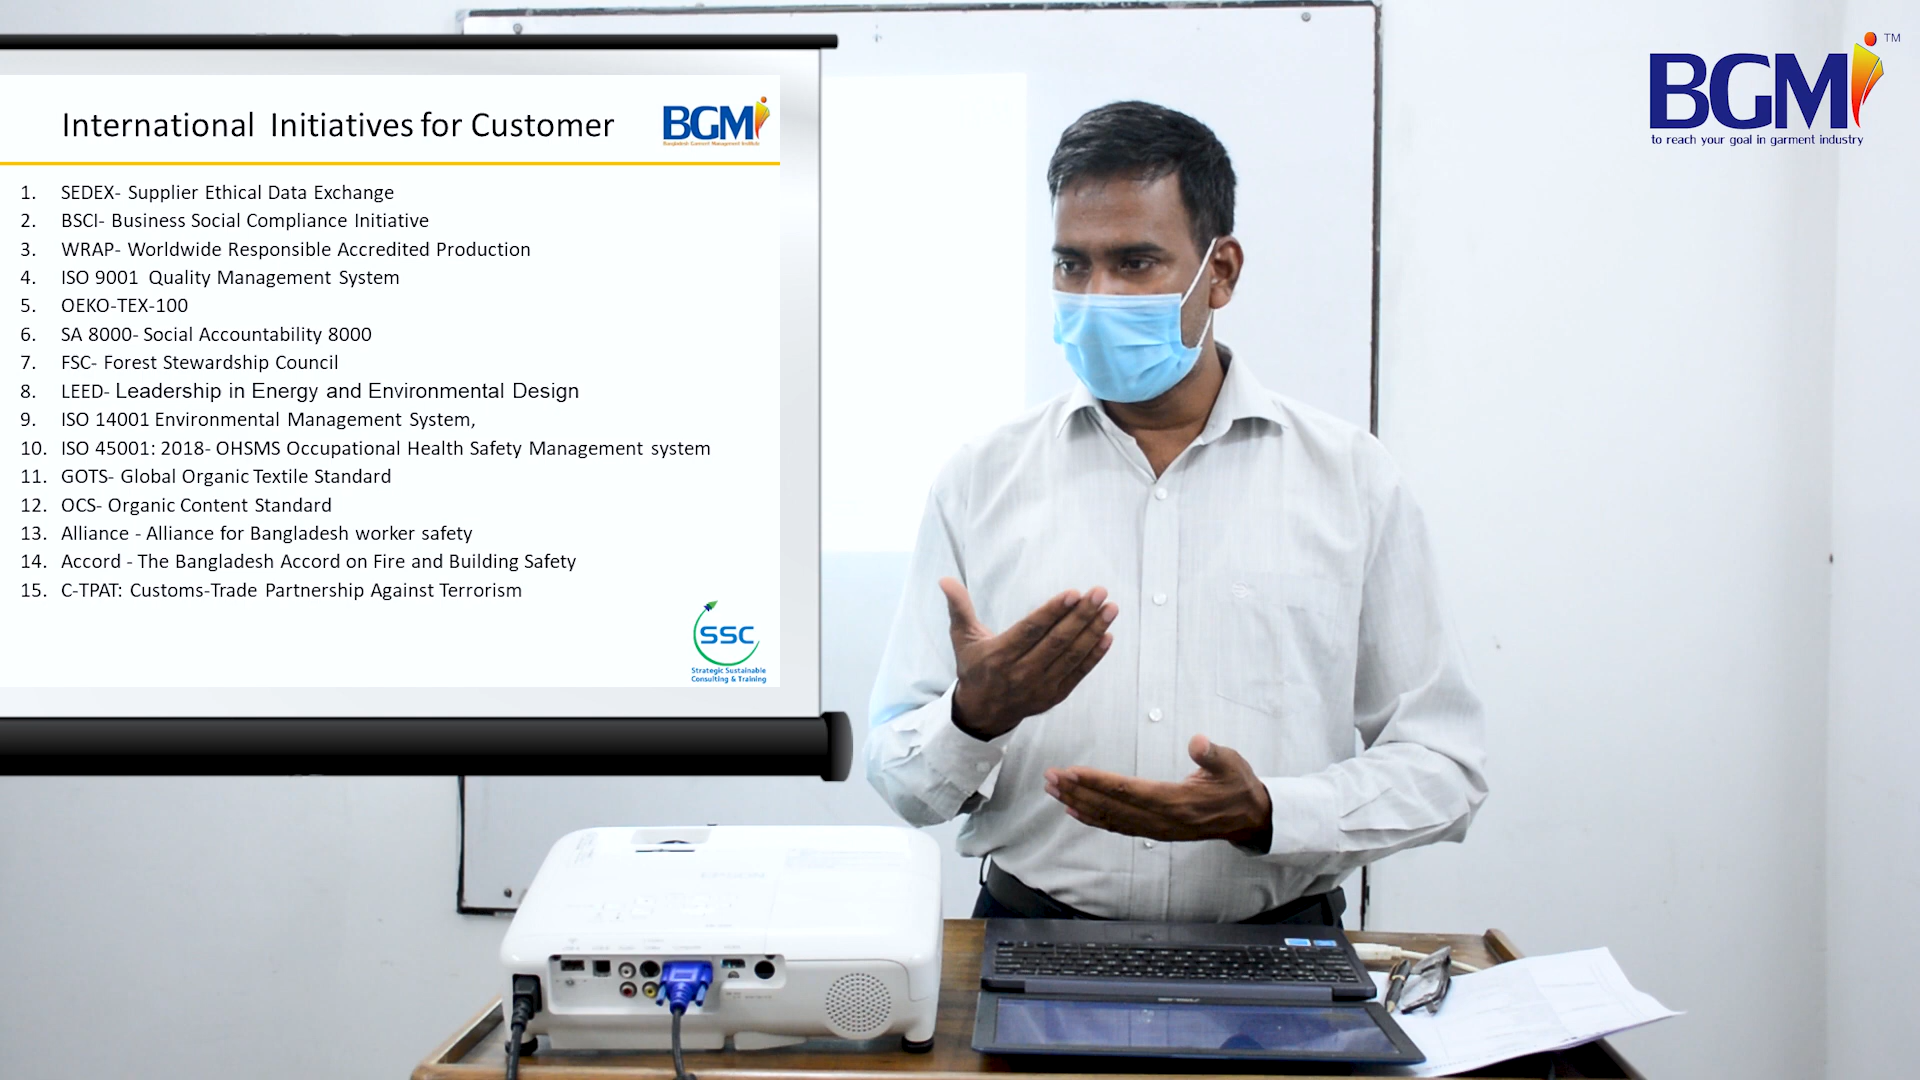 International Initiatives for Customer
BGMi
Bangladesh Garment Management Institute
1. SEDEX- Supplier Ethical Data Exchange
2. BSCI- Business Social Compliance Initiative
3. WRAP- Worldwide Responsible Accredited Production
4. ISO 9001 Quality Management System
5. OEKO-TEX-100
6. SA 8000- Social Accountability 8000
7. FSC- Forest Stewardship Council
8. LEED- Leadership in Energy and Environmental Design
9. ISO 14001 Environmental Management System,
10. ISO 45001: 2018- OHSMS Occupational Health Safety Management system
11. GOTS- Global Organic Textile Standard
12. OCS- Organic Content Standard
13. Alliance - Alliance for Bangladesh worker safety
14. Accord - The Bangladesh Accord on Fire and Building Safety
15. C-TPAT: Customs-Trade Partnership Against Terrorism
SSC
Strategic Sustainable
Consulting & Training
BGMi TM
to reach your goal in garment industry